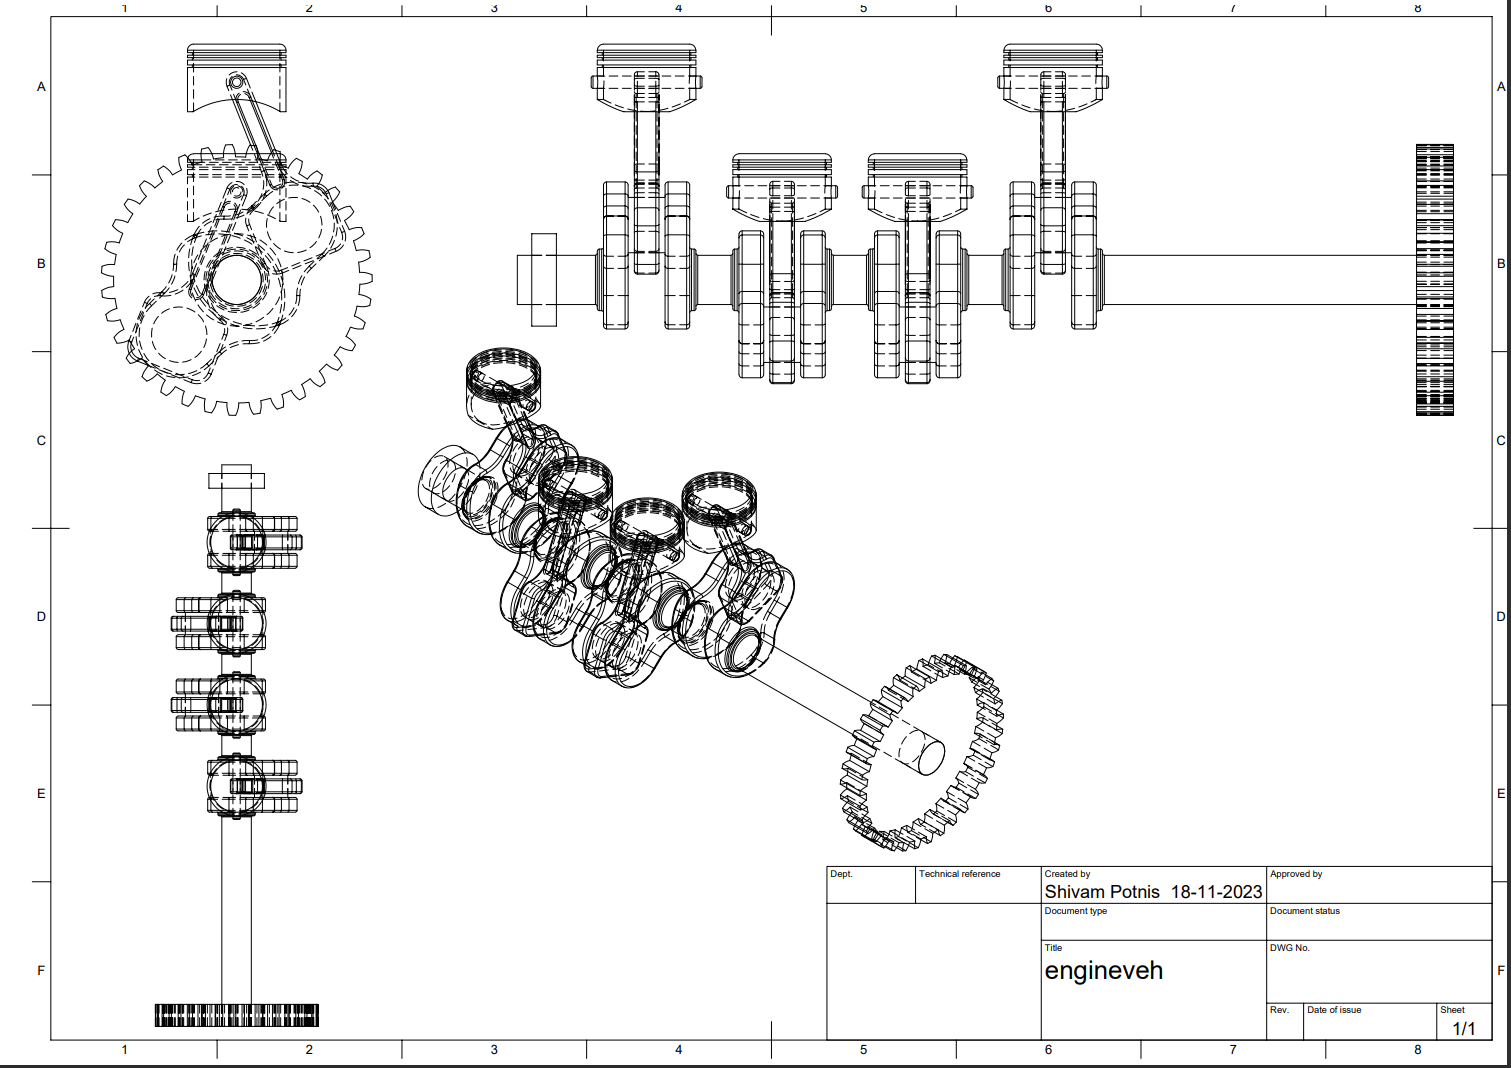 1 2 3 4 5 6 7 8
A A
B B
C C
D D
E E
F F
Dept. Technical reference Created by Approved by
Shivam Potnis 18-11-2023
Document type Document status
Title DWG No.
engineveh
Rev. Date of issue Sheet
1/1
1 2 3 4 5 6 7 8